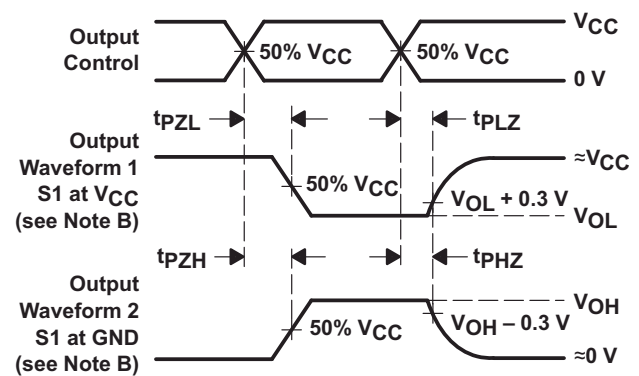 Output
Control
50% VCC
50% VCC
VCC
0 V
tPZL
tPLZ
Output
Waveform 1
S1 at VCC
(see Note B)
50% VCC
≈VCC
VOL + 0.3 V
VOL
tPZH
tPHZ
Output
Waveform 2
S1 at GND
(see Note B)
50% VCC
VOH
VOH – 0.3 V
≈0 V